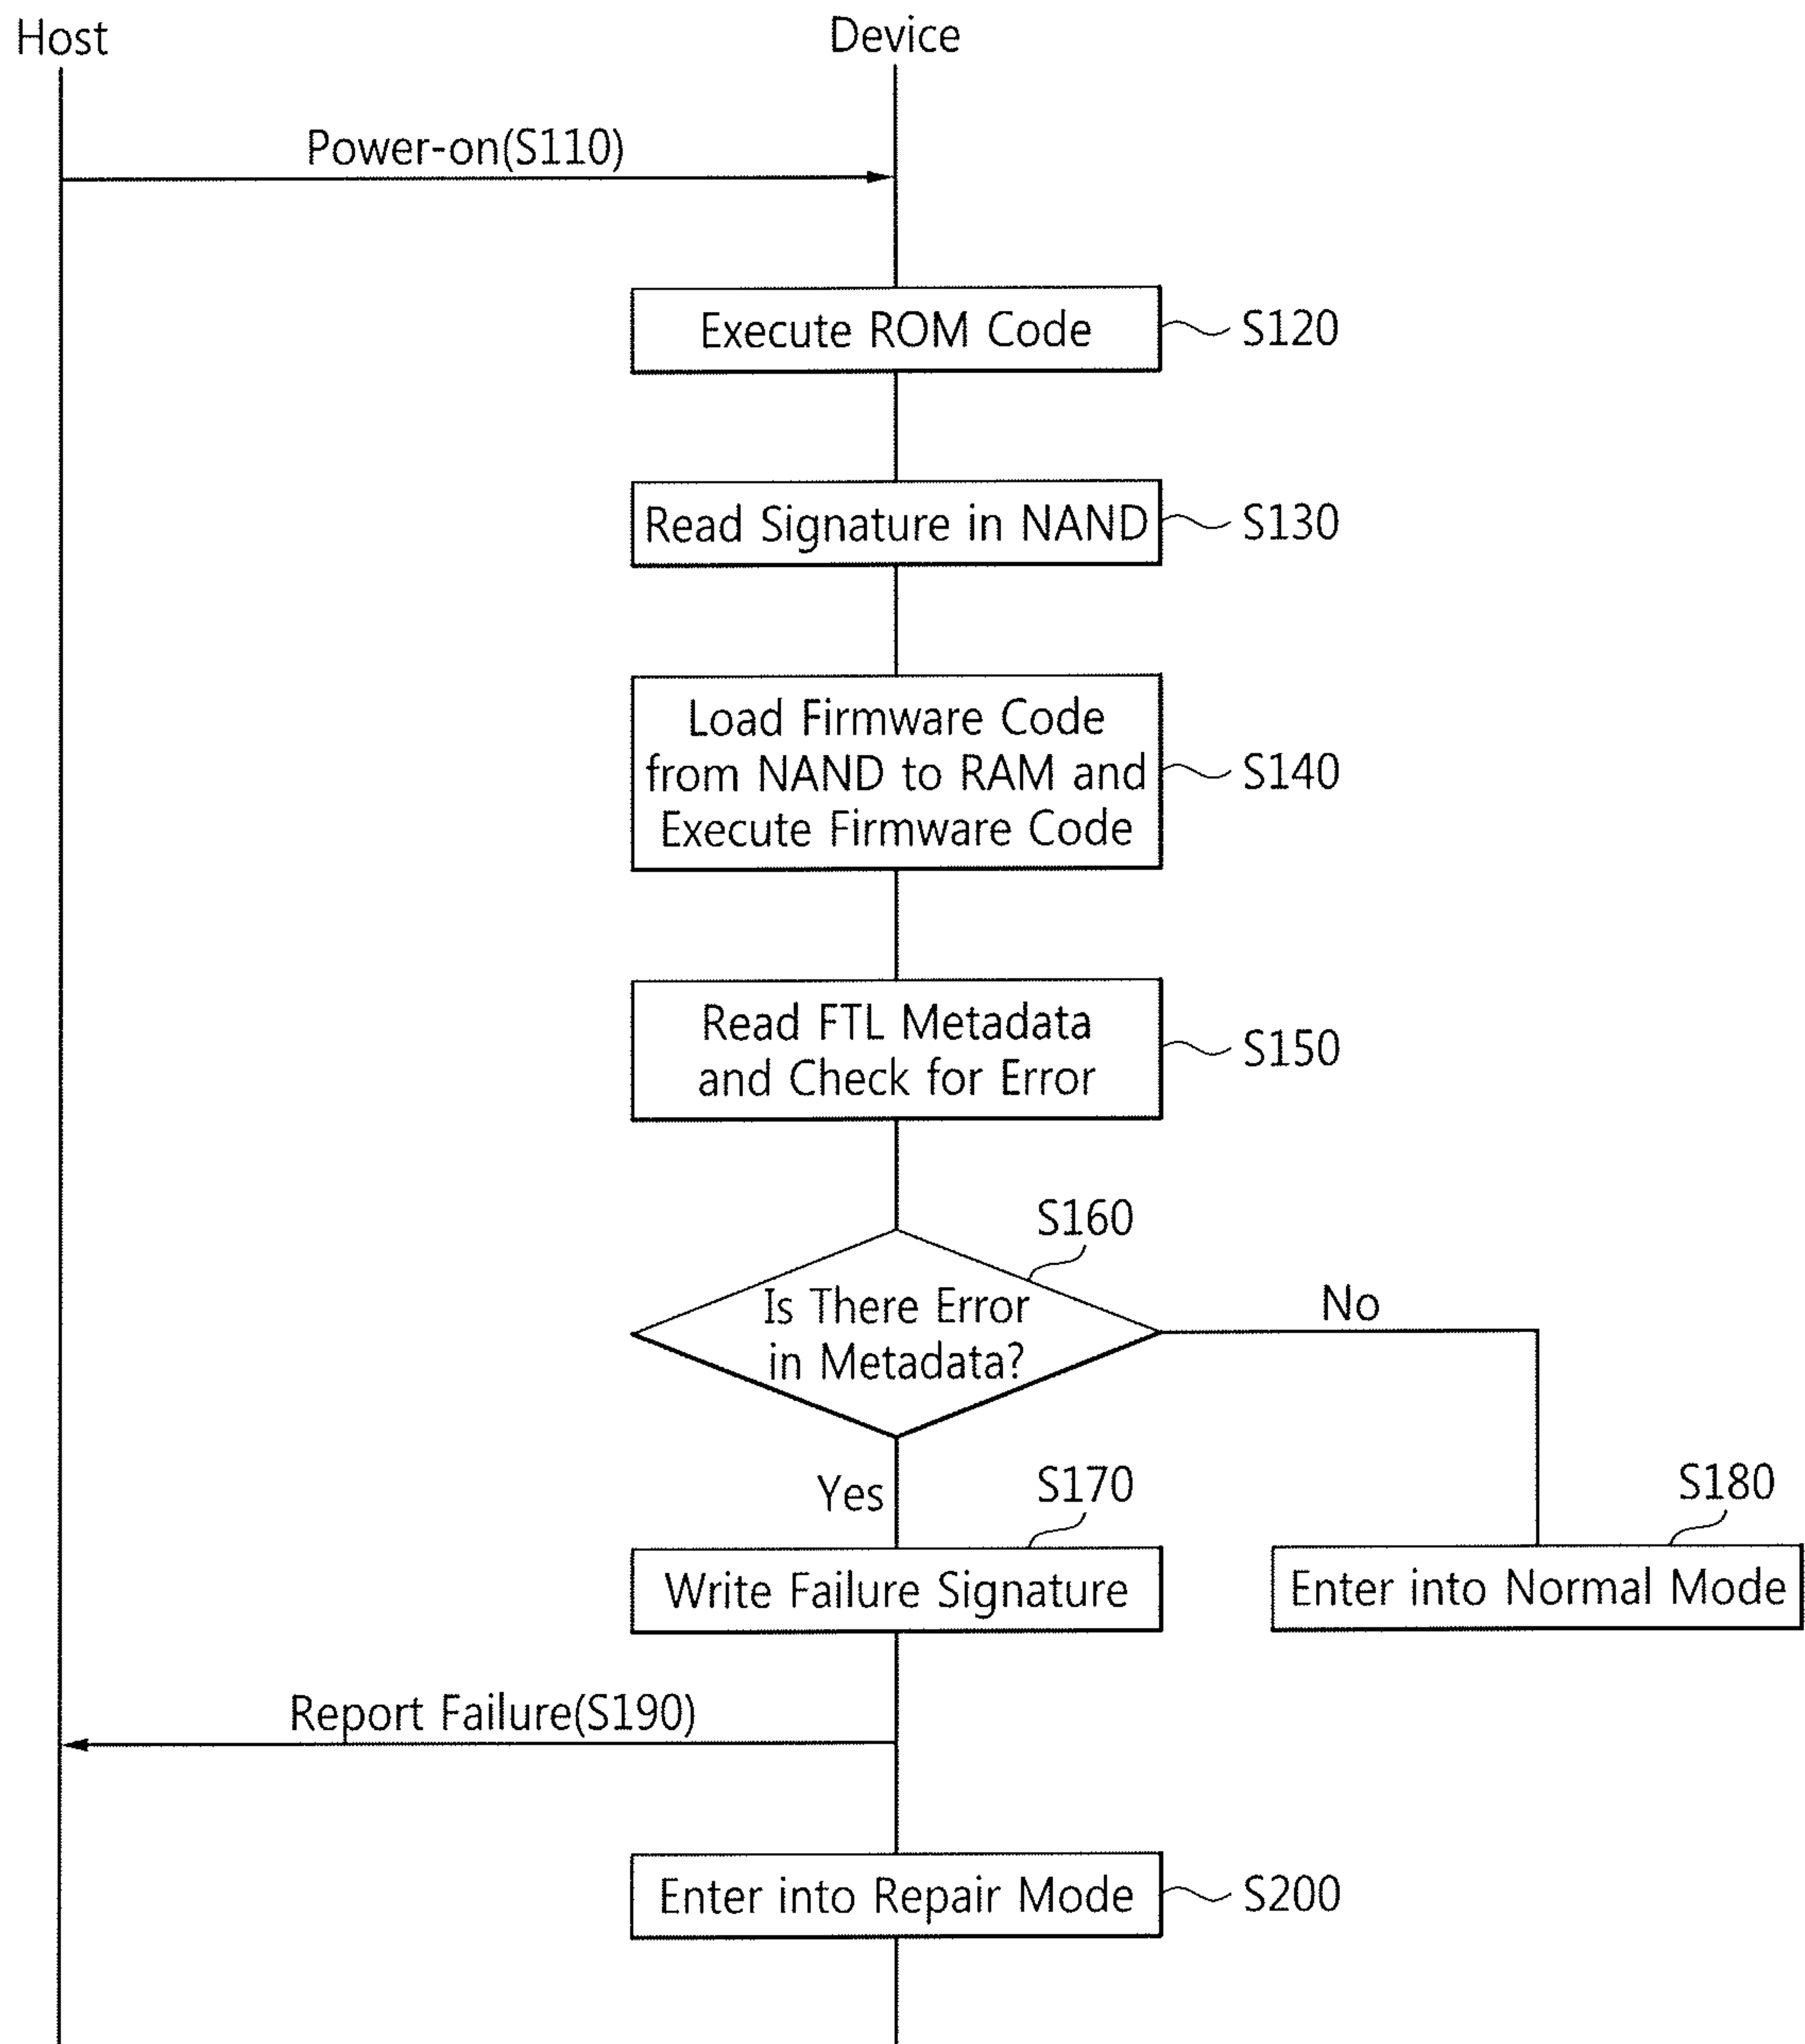 Host
Device
Power-on(S110)
Execute ROM Code
S120
Read Signature in NAND
S130
Load Firmware Code
from NAND to RAM and
Execute Firmware Code
S140
Read FTL Metadata
and Check for Error
S150
S160
Is There Error
in Metadata?
No
Yes
S170
S180
Write Failure Signature
Enter into Normal Mode
Report Failure(S190)
Enter into Repair Mode
S200